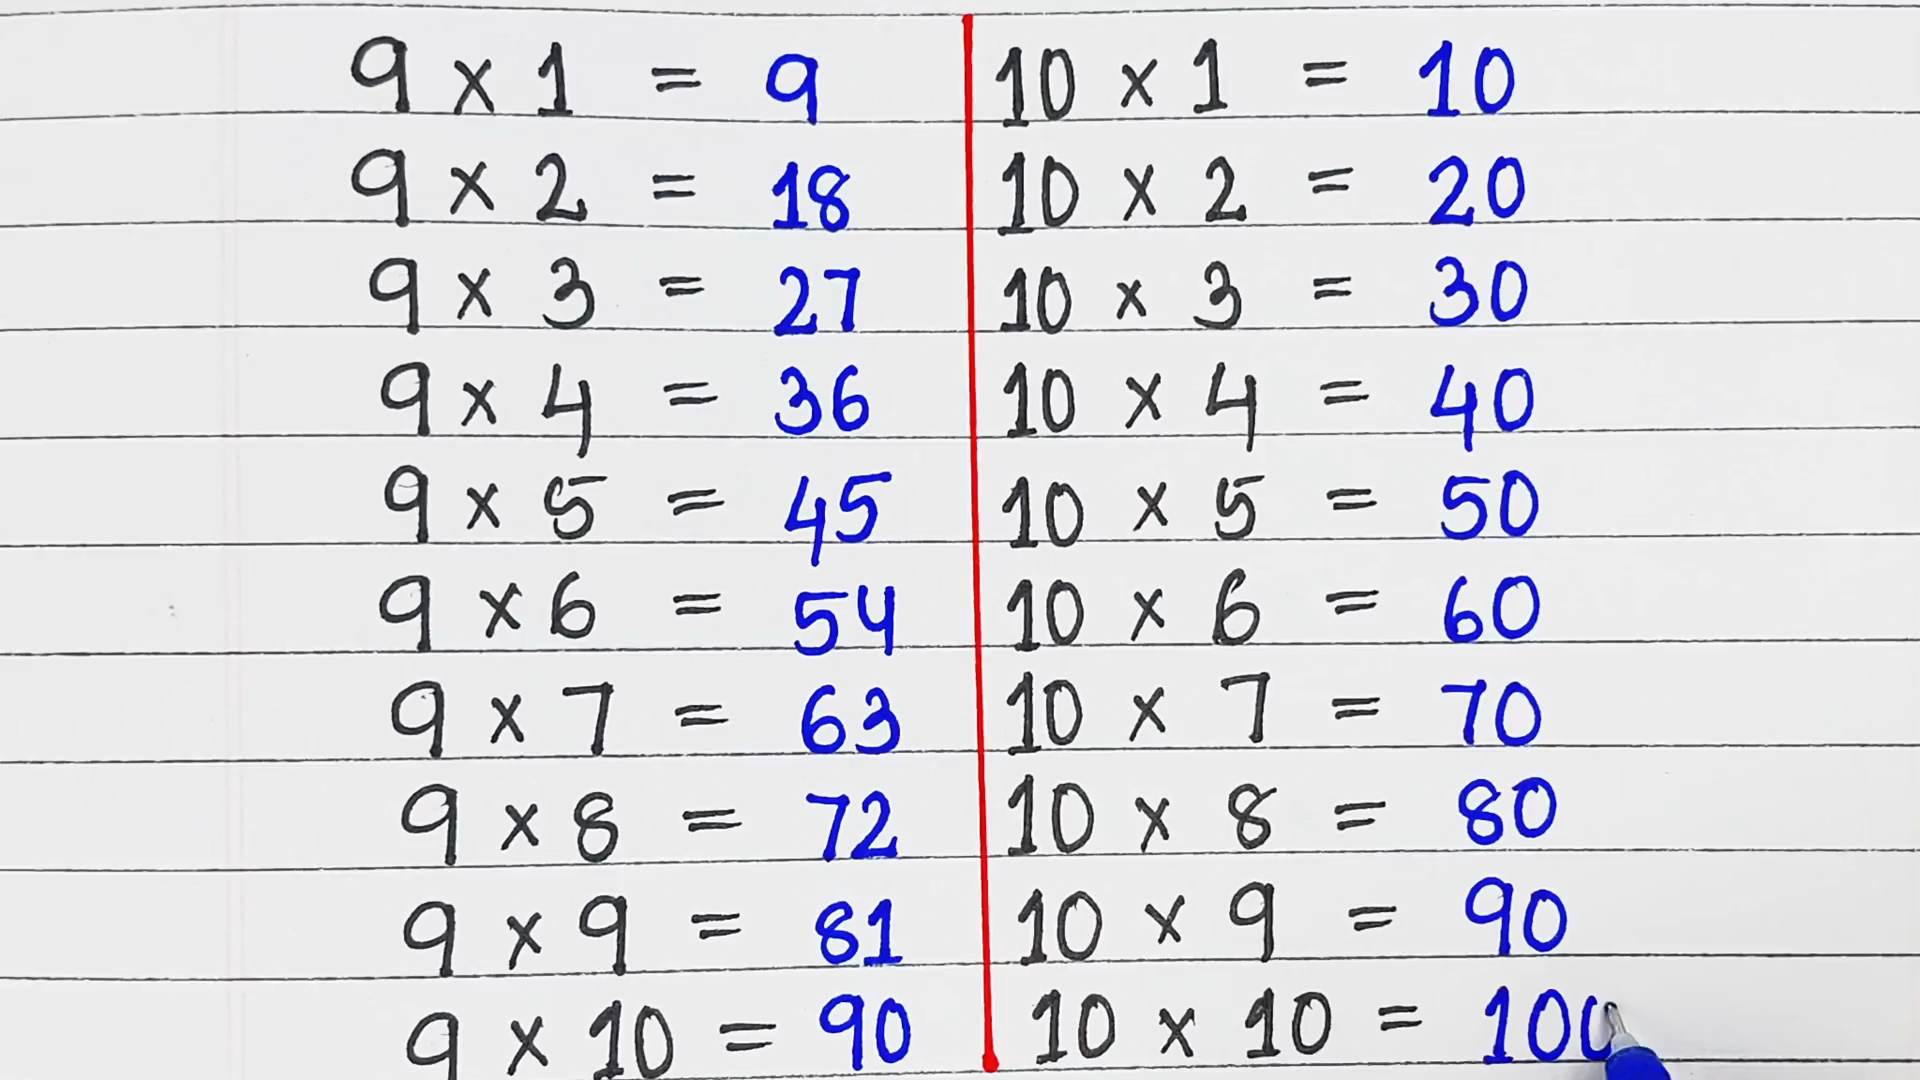 9 × 1 = 9
9 × 2 = 18
9 × 3 = 27
9 × 4 = 36
9 × 5 = 45
9 × 6 = 54
9 × 7 = 63
9 × 8 = 72
9 × 9 = 81
9 × 10 = 90
10 × 1 = 10
10 × 2 = 20
10 × 3 = 30
10 × 4 = 40
10 × 5 = 50
10 × 6 = 60
10 × 7 = 70
10 × 8 = 80
10 × 9 = 90
10 × 10 = 100